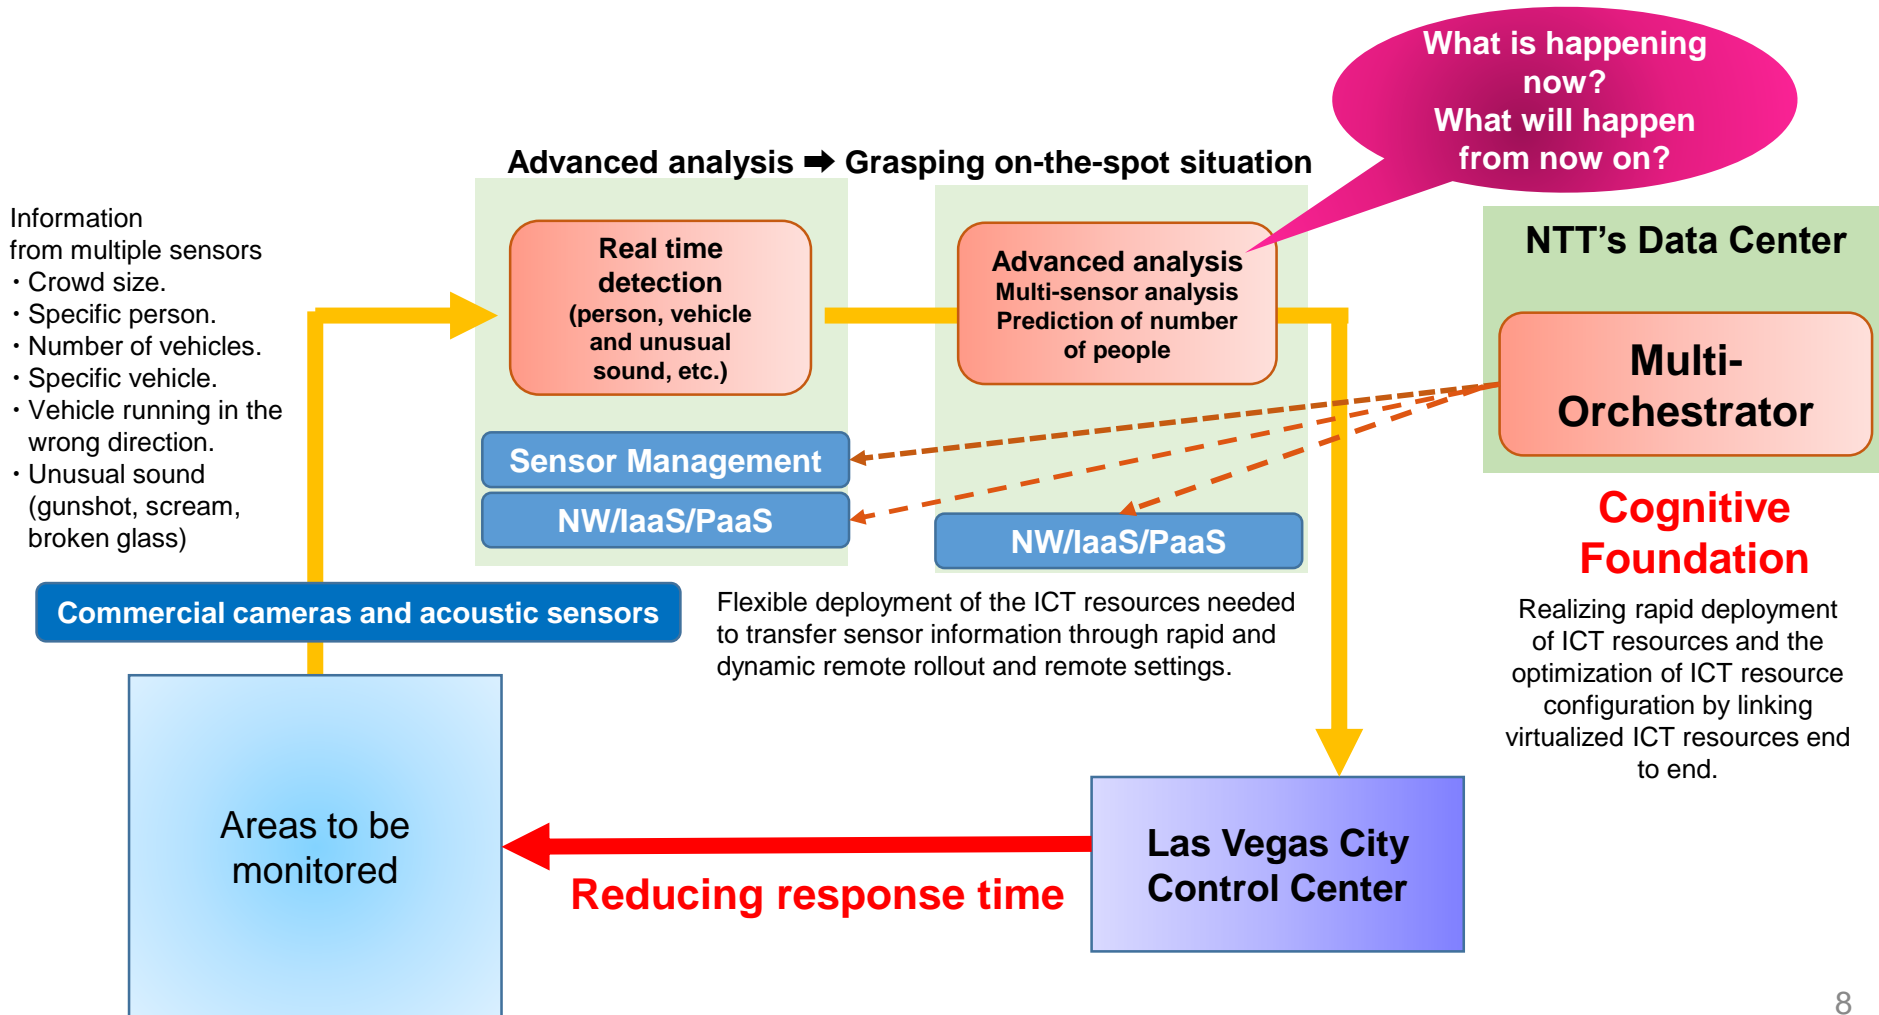 What is happening
now?
What will happen
from now on?
Advanced analysis ➡ Grasping on-the-spot situation
Information
from multiple sensors
・Crowd size.
・Specific person.
・Number of vehicles.
・Specific vehicle.
・Vehicle running in the
wrong direction.
・Unusual sound
(gunshot, scream,
broken glass)
Real time
detection
(person, vehicle
and unusual
sound, etc.)
Advanced analysis
Multi-sensor analysis
Prediction of number
of people
NTT’s Data Center
Multi-
Orchestrator
Sensor Management
NW/IaaS/PaaS
NW/IaaS/PaaS
Cognitive
Foundation
Realizing rapid deployment
of ICT resources and the
optimization of ICT resource
configuration by linking
virtualized ICT resources end
to end.
Commercial cameras and acoustic sensors
Flexible deployment of the ICT resources needed
to transfer sensor information through rapid and
dynamic remote rollout and remote settings.
Areas to be
monitored
Reducing response time
Las Vegas City
Control Center
8